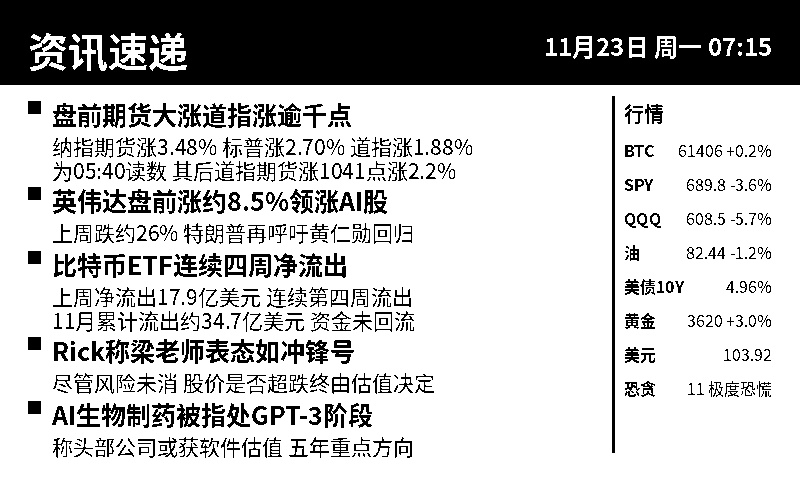 资讯速递
11月23日 周一 07:15
盘前期货大涨道指涨逾千点
纳指期货涨3.48% 标普涨2.70% 道指涨1.88%
为05:40读数 其后道指期货涨1041点涨2.2%
英伟达盘前涨约8.5%领涨AI股
上周跌约26% 特朗普再呼吁黄仁勋回归
比特币ETF连续四周净流出
上周净流出17.9亿美元 连续第四周流出
11月累计流出约34.7亿美元 资金未回流
Rick称梁老师表态如冲锋号
尽管风险未消 股价是否超跌终由估值决定
AI生物制药被指处GPT-3阶段
称头部公司或获软件估值 五年重点方向
行情
BTC 61406 +0.2%
SPY 689.8 -3.6%
QQQ 608.5 -5.7%
油 82.44 -1.2%
美债10Y 4.96%
黄金 3620 +3.0%
美元 103.92
恐贪 11 极度恐慌